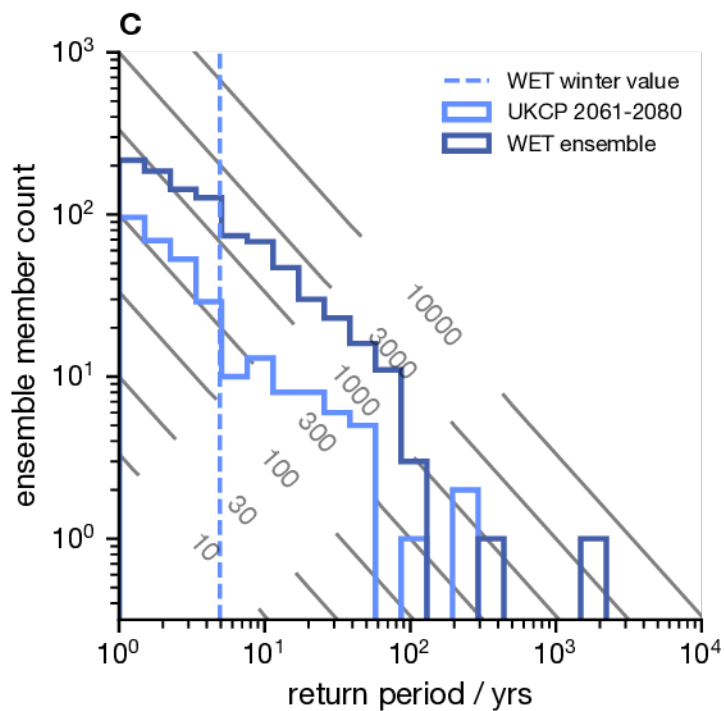 C
10³
10²
10¹
10⁰
ensemble member count
WET winter value
UKCP 2061-2080
WET ensemble
10000
3000
1000
300
100
30
10
10⁰ 10¹ 10² 10³ 10⁴
return period / yrs